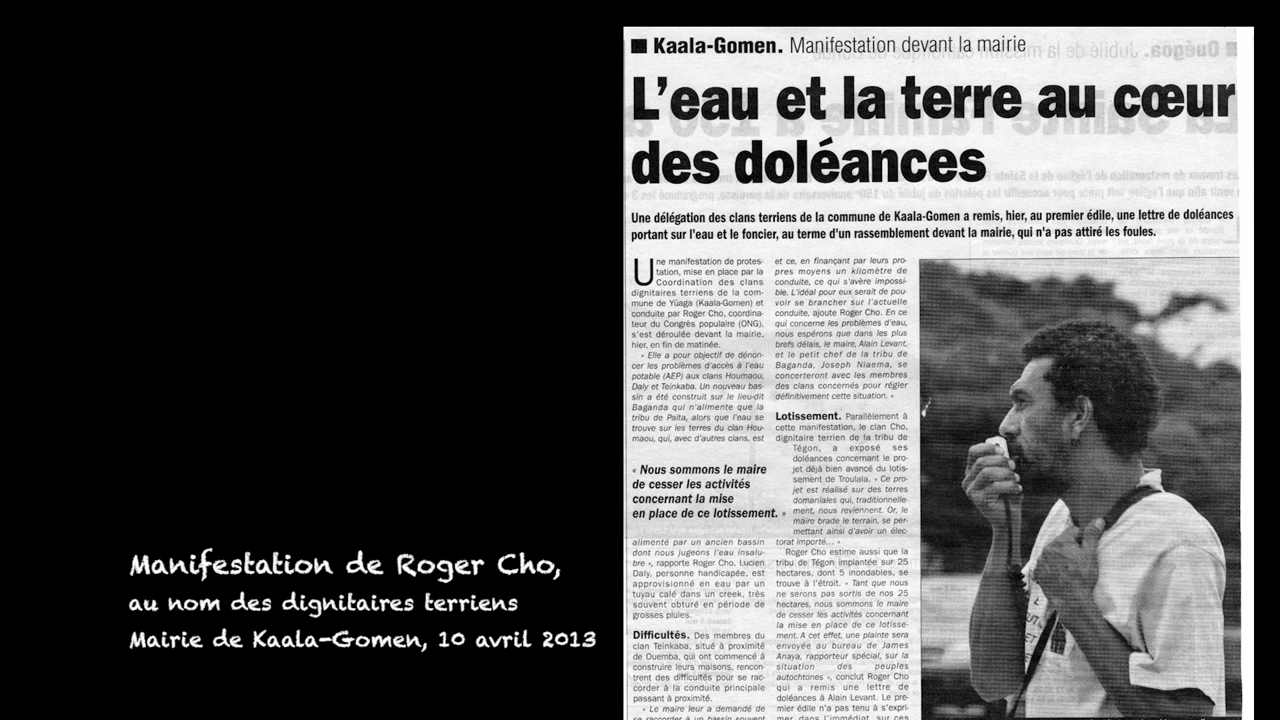 ■ Kaala-Gomen. Manifestation devant la mairie
L'eau et la terre au cœur
des doléances
Une délégation des clans terriens de la commune de Kaala-Gomen a remis, hier, au premier édile, une lettre de doléances
portant sur l'eau et le foncier, au terme d'un rassemblement devant la mairie, qui n'a pas attiré les foules.
Une manifestation de protes-
tation, mise en place par la
Coordination des clans
dignitaires terriens de la com-
mune de Yüaga (Kaala-Gomen) et
conduite par Roger Cho, coordina-
teur du Congrès populaire (ONG),
s'est déroulée devant la mairie,
hier, en fin de matinée.
« Elle a pour objectif de dénon-
cer les problèmes d'accès à l'eau
potable (AEP) aux clans Houmaou,
Daly et Teinkaba. Un nouveau bas-
sin a été construit sur le lieu-dit
Baganda qui n'alimente que la
tribu de Païta, alors que l'eau se
trouve sur les terres du clan Hou-
maou, qui, avec d'autres clans, est
« Nous sommons le maire
de cesser les activités
concernant la mise
en place de ce lotissement. »
alimenté par un ancien bassin
dont nous jugeons l'eau insalu-
bre », rapporte Roger Cho. Lucien
Daly, personne handicapée, est
approvisionné en eau par un
tuyau calé dans un creek, très
souvent obturé en période de
grosses pluies.
Difficultés. Des membres du
clan Teinkaba, situé à proximité
de Ouemba, qui ont commencé à
construire leurs maisons, rencon-
trent des difficultés pour se rac-
corder à la conduite principale
passant à proximité.
« Le maire leur a demandé de
se raccorder à un bassin souvent
et ce, en finançant par leurs pro-
pres moyens un kilomètre de
conduite, ce qui s'avère impossi-
ble. L'idéal pour eux serait de pou-
voir se brancher sur l'actuelle
conduite, ajoute Roger Cho. En ce
qui concerne les problèmes d'eau,
nous espérons que dans les plus
brefs délais, le maire, Alain Levant,
et le petit chef de la tribu de
Baganda, Joseph Niaema, se
concerteront avec les membres
des clans concernés pour régler
définitivement cette situation. »
Lotissement. Parallèlement à
cette manifestation, le clan Cho,
dignitaire terrien de la tribu de
Tégon, a exposé ses
doléances concernant le pro-
jet déjà bien avancé du lotis-
sement de Troulala. « Ce pro-
jet est réalisé sur des terres
domaniales qui, traditionnelle-
ment, nous reviennent. Or, le
maire brade le terrain, se per-
mettant ainsi d'avoir un élec-
torat importé... »
Roger Cho estime aussi que la
tribu de Tégon implantée sur 25
hectares, dont 5 inondables, se
trouve à l'étroit. « Tant que nous
ne serons pas sortis de nos 25
hectares, nous sommons le maire
de cesser les activités concernant
la mise en place de ce lotisse-
ment. A cet effet, une plainte sera
envoyée au bureau de James
Anaya, rapporteur spécial, sur la
situation des peuples
autochtones », conclut Roger Cho
qui a remis une lettre de
doléances à Alain Levant. Le pre-
mier édile n'a pas tenu à s'expri-
mer dans l'immédiat sur ces
Manifestation de Roger Cho,
au nom des dignitaires terriens
Mairie de Kaala-Gomen, 10 avril 2013